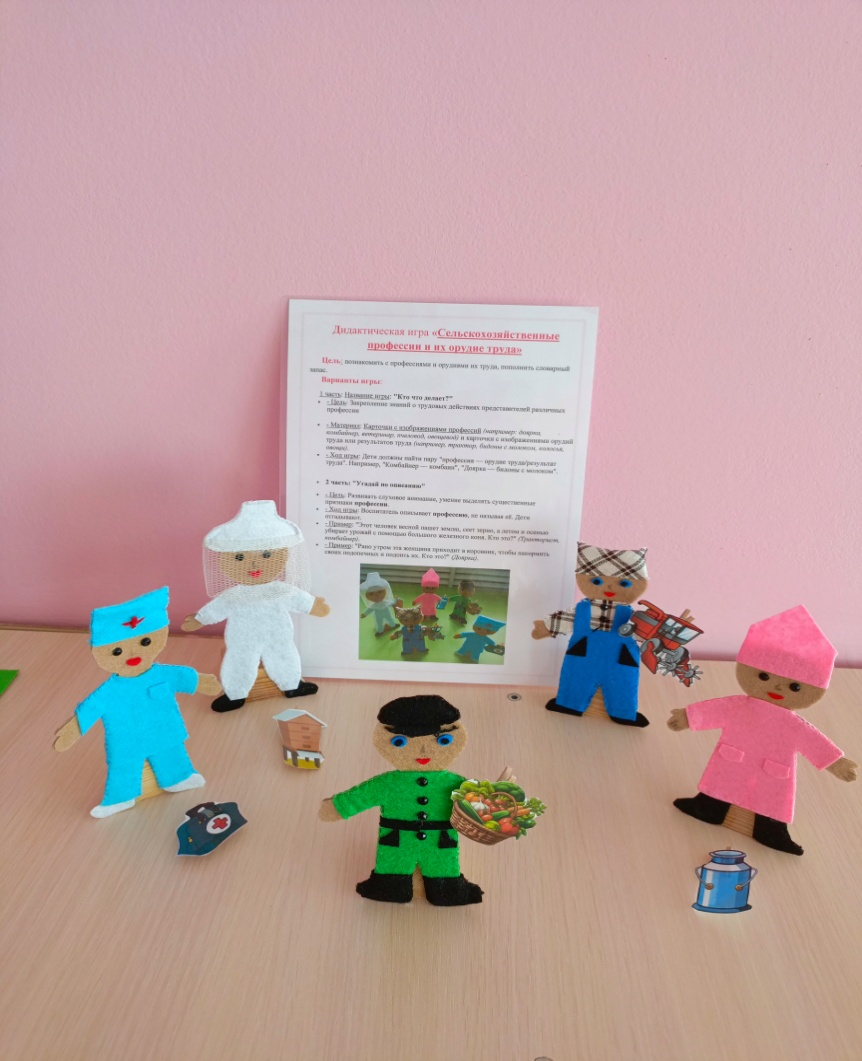 Дидактическая игра «Сельскохозяйственные
профессии и их орудие труда»
Цель: познакомить с профессиями и орудиями их труда, пополнить словарный
запас.
Варианты игры:
1 часть: Название игры: "Кто что делает?"
- Цель: Закрепление знаний о трудовых действиях представителей различных
профессии
- Материал: Карточки с изображениями профессий (например: доярка,
комбайнер, ветеринар, пчеловод, овощевод) и карточки с изображениями орудий
труда или результатов труда (например, трактор, бидоны с молоком, колосья,
овощи).
- Ход игры: Дети должны найти пару "профессия — орудие труда/результат
труда". Например, "Комбайнер — комбайн", "Доярка — бидоны с молоком".
2 часть: "Угадай по описанию"
- Цель: Развивать слуховое внимание, умение выделять существенные
признаки профессии.
- Ход игры: Воспитатель описывает профессию, не называя её. Дети
отгадывают.
- Пример: "Этот человек весной пашет землю, сеет зерно, а летом и осенью
убирает урожай с помощью большого железного коня. Кто это?" (Тракторист,
комбайнер).
- Пример: "Рано утром эта женщина приходит в коровник, чтобы накормить
своих подопечных и подоить их. Кто это?" (Доярка).